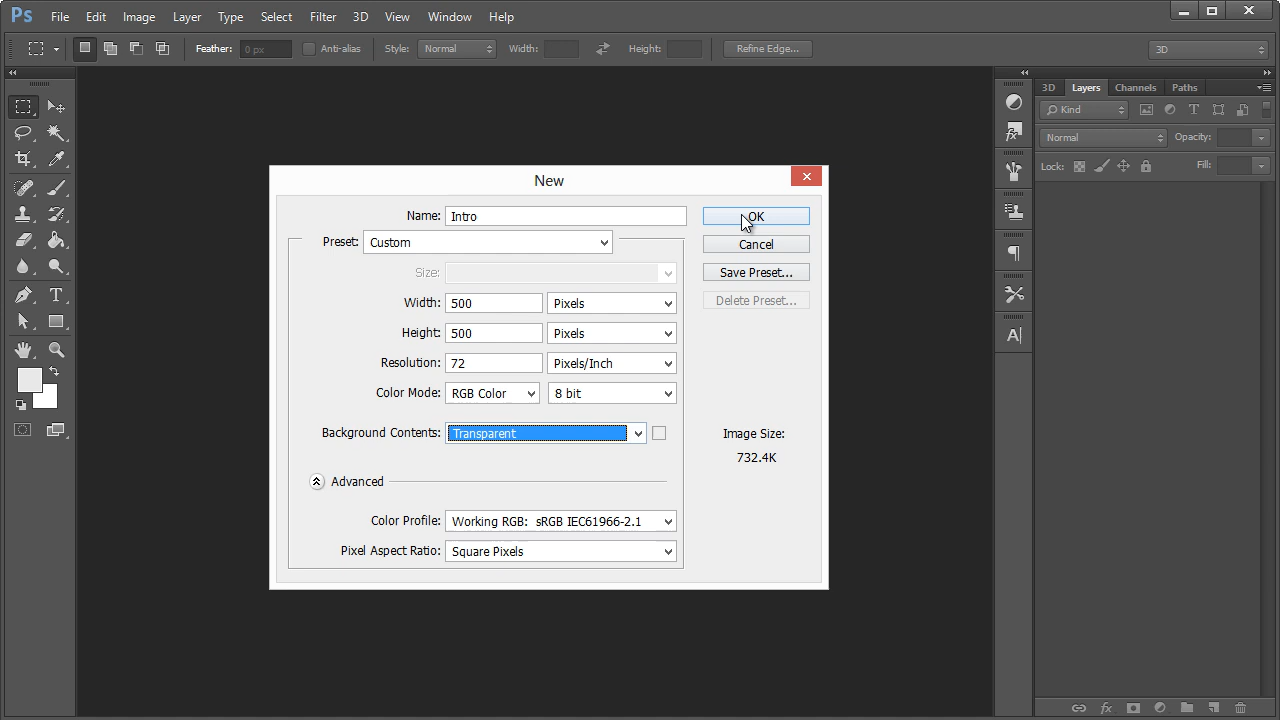 Ps File Edit Image Layer Type Select Filter 3D View Window Help
Feather: 0 px Anti-alias Style: Normal Width: Height: Refine Edge... 3D
3D Layers Channels Paths
Kind
Normal Opacity:
Lock: Fill:
New
Name: Intro OK
Preset: Custom Cancel
Size: Save Preset...
Width: 500 Pixels Delete Preset...
Height: 500 Pixels
Resolution: 72 Pixels/Inch
Color Mode: RGB Color 8 bit
Background Contents: Transparent Image Size:
732.4K
Advanced
Color Profile: Working RGB: sRGB IEC61966-2.1
Pixel Aspect Ratio: Square Pixels